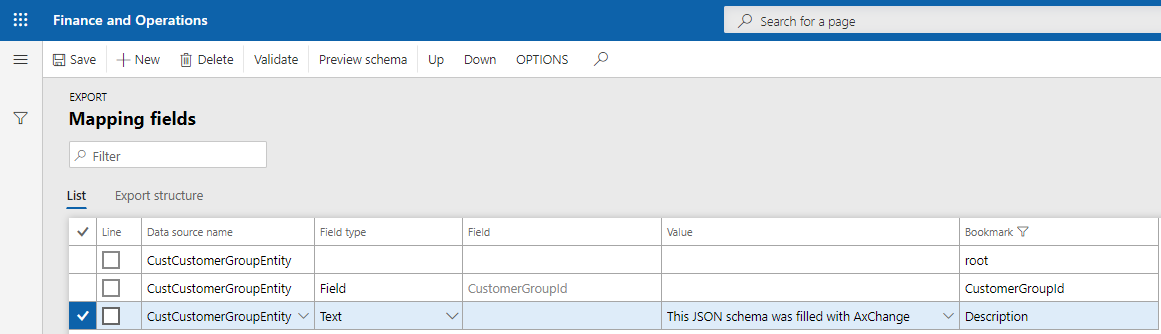 Finance and Operations Search for a page
Save New Delete Validate Preview schema Up Down OPTIONS
EXPORT
Mapping fields
Filter
List Export structure
Line Data source name Field type Field Value Bookmark
CustCustomerGroupEntity root
CustCustomerGroupEntity Field CustomerGroupId CustomerGroupId
CustCustomerGroupEntity Text This JSON schema was filled with AxChange Description